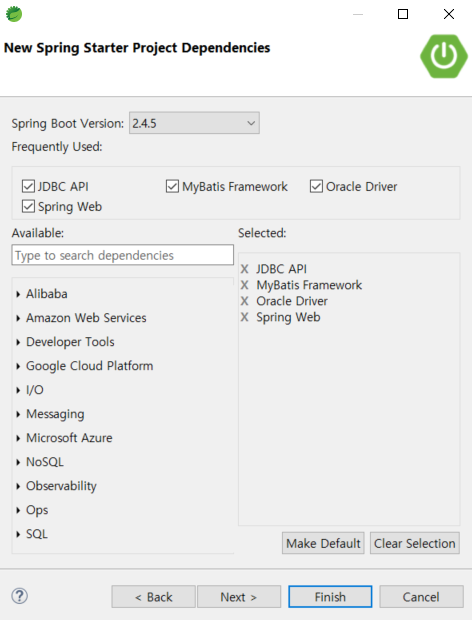 New Spring Starter Project Dependencies
Spring Boot Version: 2.4.5
Frequently Used:
JDBC API MyBatis Framework Oracle Driver
Spring Web
Available: Selected:
Type to search dependencies
X JDBC API
X MyBatis Framework
X Oracle Driver
X Spring Web
Alibaba
Amazon Web Services
Developer Tools
Google Cloud Platform
I/O
Messaging
Microsoft Azure
NoSQL
Observability
Ops
SQL
Make Default Clear Selection
? < Back Next > Finish Cancel